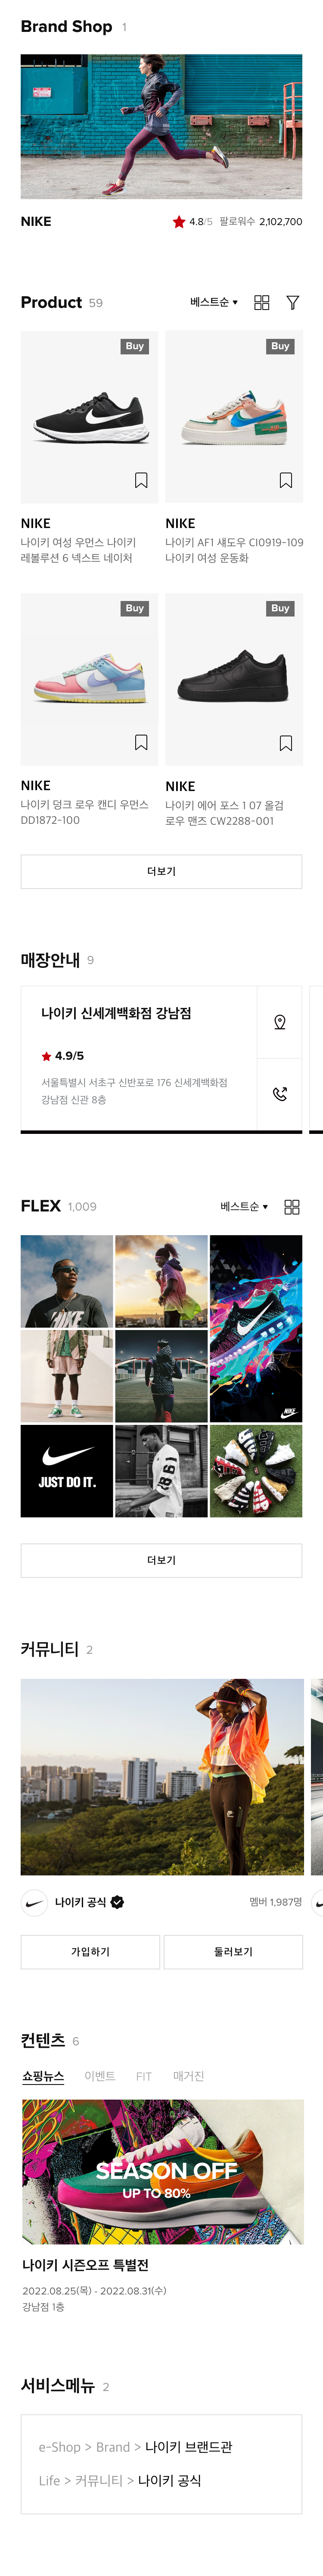 Brand Shop 1
NIKE ★ 4.8/5 팔로워수 2,102,700
Product 59 베스트순 ▾
Buy Buy
NIKE NIKE
나이키 여성 우먼스 나이키 나이키 AF1 섀도우 CI0919-109
레볼루션 6 넥스트 네이처 나이키 여성 운동화
Buy Buy
NIKE NIKE
나이키 덩크 로우 캔디 우먼스 나이키 에어 포스 1 07 올검
DD1872-100 로우 맨즈 CW2288-001
더보기
매장안내 9
나이키 신세계백화점 강남점
★ 4.9/5
서울특별시 서초구 신반포로 176 신세계백화점
강남점 신관 8층
FLEX 1,009 베스트순 ▾
NIKE
NIKE
JUST DO IT.
더보기
커뮤니티 2
나이키 공식 멤버 1,987명
가입하기 둘러보기
컨텐츠 6
쇼핑뉴스 이벤트 FIT 매거진
SEASON OFF
UP TO 80%
나이키 시즌오프 특별전
2022.08.25(목) - 2022.08.31(수)
강남점 1층
서비스메뉴 2
e-Shop > Brand > 나이키 브랜드관
Life > 커뮤니티 > 나이키 공식